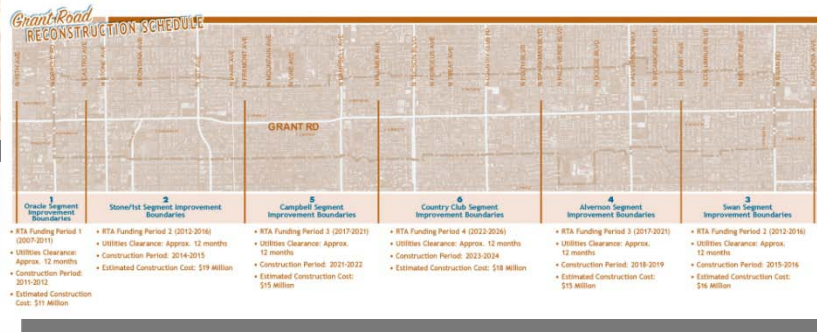 Grant Road
RECONSTRUCTION SCHEDULE
GRANT RD
1
Oracle Segment
Improvement
Boundaries
• RTA Funding Period 1
(2007-2011)
• Utilities Clearance:
Approx. 12 months
• Construction Period:
2011-2012
• Estimated Construction
Cost: $11 Million
2
Stone/1st Segment Improvement
Boundaries
• RTA Funding Period 2 (2012-2016)
• Utilities Clearance: Approx. 12 months
• Construction Period: 2014-2015
• Estimated Construction Cost: $19 Million
5
Campbell Segment
Improvement Boundaries
• RTA Funding Period 3 (2017-2021)
• Utilities Clearance: Approx.
12 months
• Construction Period: 2021-2022
• Estimated Construction Cost:
$15 Million
6
Country Club Segment
Improvement Boundaries
• RTA Funding Period 4 (2022-2026)
• Utilities Clearance: Approx. 12 months
• Construction Period: 2023-2024
• Estimated Construction Cost: $18 Million
4
Alvernon Segment
Improvement Boundaries
• RTA Funding Period 3 (2017-2021)
• Utilities Clearance: Approx.
12 months
• Construction Period: 2018-2019
• Estimated Construction Cost:
$15 Million
3
Swan Segment
Improvement Boundaries
• RTA Funding Period 2 (2012-2016)
• Utilities Clearance: Approx.
12 months
• Construction Period: 2015-2016
• Estimated Construction Cost:
$16 Million